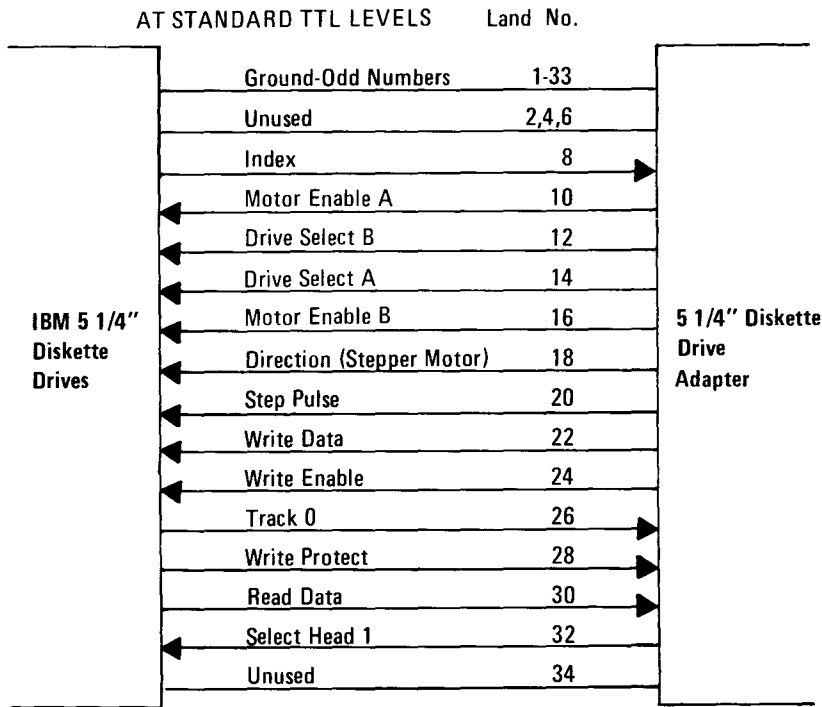 AT STANDARD TTL LEVELS Land No.
Ground-Odd Numbers 1-33
Unused 2,4,6
Index 8
Motor Enable A 10
Drive Select B 12
Drive Select A 14
Motor Enable B 16
Direction (Stepper Motor) 18
Step Pulse 20
Write Data 22
Write Enable 24
Track 0 26
Write Protect 28
Read Data 30
Select Head 1 32
Unused 34
IBM 5 1/4"
Diskette
Drives
5 1/4" Diskette
Drive
Adapter